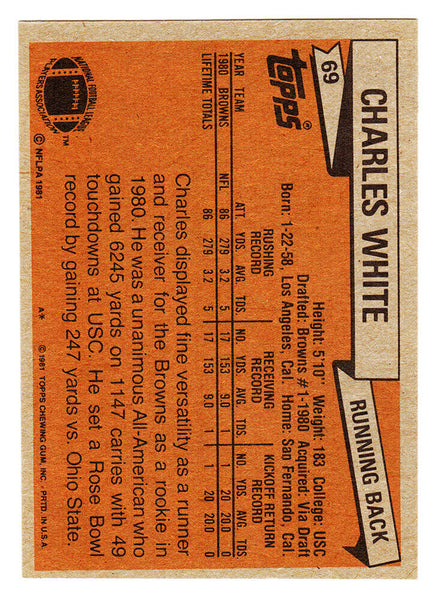 69
topps®
CHARLES WHITE
RUNNING BACK
Height: 5'10" Weight: 183 College: USC
Drafted: Browns #1-1980 Acquired: Via Draft
Born: 1-22-58, Los Angeles, Cal. Home: San Fernando, Cal.
RUSHING RECORD RECEIVING RECORD KICKOFF RETURN RECORD
YEAR TEAM ATT. YDS. AVG. TDS. NO. YDS. AVG. TDS. NO. YDS. AVG. TDS
1980 BROWNS NFL 86 279 3.2 5 17 153 9.0 1 1 20 20.0 0
LIFETIME TOTALS 86 279 3.2 5 17 153 9.0 1 1 20 20.0 0
Charles displayed fine versatility as a runner
and receiver for the Browns as a rookie in
1980. He was a unanimous All-American who
gained 6245 yards on 1147 carries with 49
touchdowns at USC. He set a Rose Bowl
record by gaining 247 yards vs. Ohio State.
NATIONAL FOOTBALL LEAGUE
PLAYERS ASSOCIATION
™
© NFLPA 1981
A* © 1981 TOPPS CHEWING GUM, INC. PRTD. IN U.S.A.